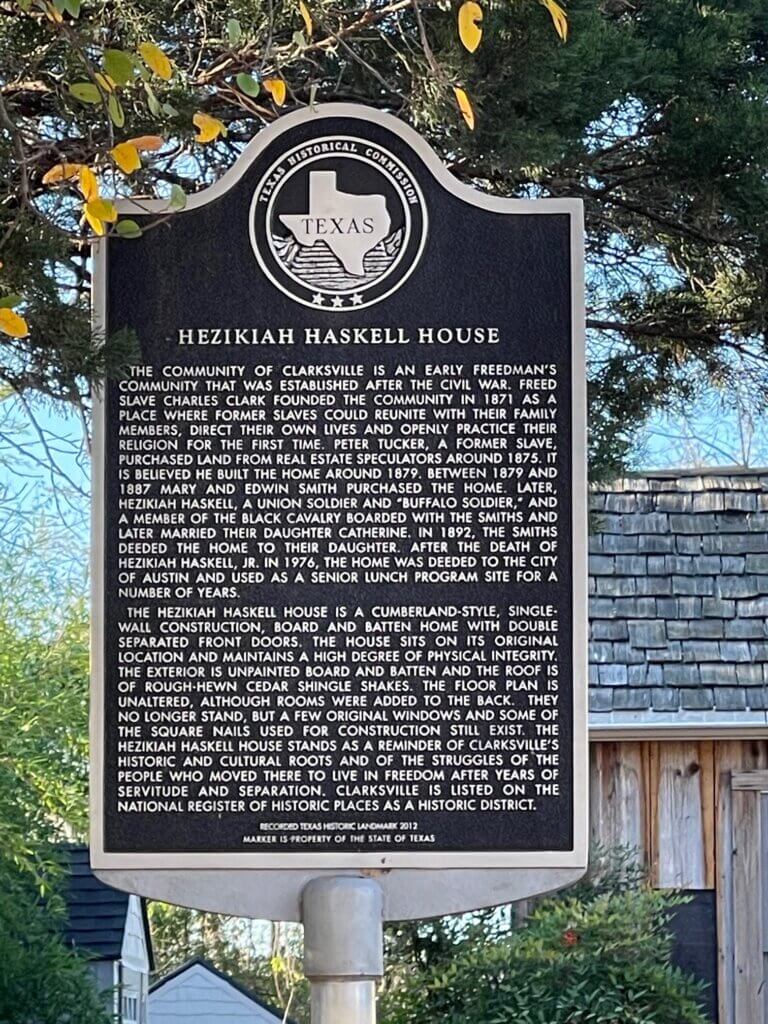 TEXAS HISTORICAL COMMISSION
TEXAS
HEZIKIAH HASKELL HOUSE
THE COMMUNITY OF CLARKSVILLE IS AN EARLY FREEDMAN'S
COMMUNITY THAT WAS ESTABLISHED AFTER THE CIVIL WAR. FREED
SLAVE CHARLES CLARK FOUNDED THE COMMUNITY IN 1871 AS A
PLACE WHERE FORMER SLAVES COULD REUNITE WITH THEIR FAMILY
MEMBERS, DIRECT THEIR OWN LIVES AND OPENLY PRACTICE THEIR
RELIGION FOR THE FIRST TIME. PETER TUCKER, A FORMER SLAVE,
PURCHASED LAND FROM REAL ESTATE SPECULATORS AROUND 1875. IT
IS BELIEVED HE BUILT THE HOME AROUND 1879. BETWEEN 1879 AND
1887 MARY AND EDWIN SMITH PURCHASED THE HOME. LATER,
HEZIKIAH HASKELL, A UNION SOLDIER AND "BUFFALO SOLDIER," AND
A MEMBER OF THE BLACK CAVALRY BOARDED WITH THE SMITHS AND
LATER MARRIED THEIR DAUGHTER CATHERINE. IN 1892, THE SMITHS
DEEDED THE HOME TO THEIR DAUGHTER. AFTER THE DEATH OF
HEZIKIAH HASKELL, JR. IN 1976, THE HOME WAS DEEDED TO THE CITY
OF AUSTIN AND USED AS A SENIOR LUNCH PROGRAM SITE FOR A
NUMBER OF YEARS.
THE HEZIKIAH HASKELL HOUSE IS A CUMBERLAND-STYLE, SINGLE-
WALL CONSTRUCTION, BOARD AND BATTEN HOME WITH DOUBLE
SEPARATED FRONT DOORS. THE HOUSE SITS ON ITS ORIGINAL
LOCATION AND MAINTAINS A HIGH DEGREE OF PHYSICAL INTEGRITY.
THE EXTERIOR IS UNPAINTED BOARD AND BATTEN AND THE ROOF IS
OF ROUGH-HEWN CEDAR SHINGLE SHAKES. THE FLOOR PLAN IS
UNALTERED, ALTHOUGH ROOMS WERE ADDED TO THE BACK. THEY
NO LONGER STAND, BUT A FEW ORIGINAL WINDOWS AND SOME OF
THE SQUARE NAILS USED FOR CONSTRUCTION STILL EXIST. THE
HEZIKIAH HASKELL HOUSE STANDS AS A REMINDER OF CLARKSVILLE'S
HISTORIC AND CULTURAL ROOTS AND OF THE STRUGGLES OF THE
PEOPLE WHO MOVED THERE TO LIVE IN FREEDOM AFTER YEARS OF
SERVITUDE AND SEPARATION. CLARKSVILLE IS LISTED ON THE
NATIONAL REGISTER OF HISTORIC PLACES AS A HISTORIC DISTRICT.
RECORDED TEXAS HISTORIC LANDMARK 2012
MARKER IS PROPERTY OF THE STATE OF TEXAS